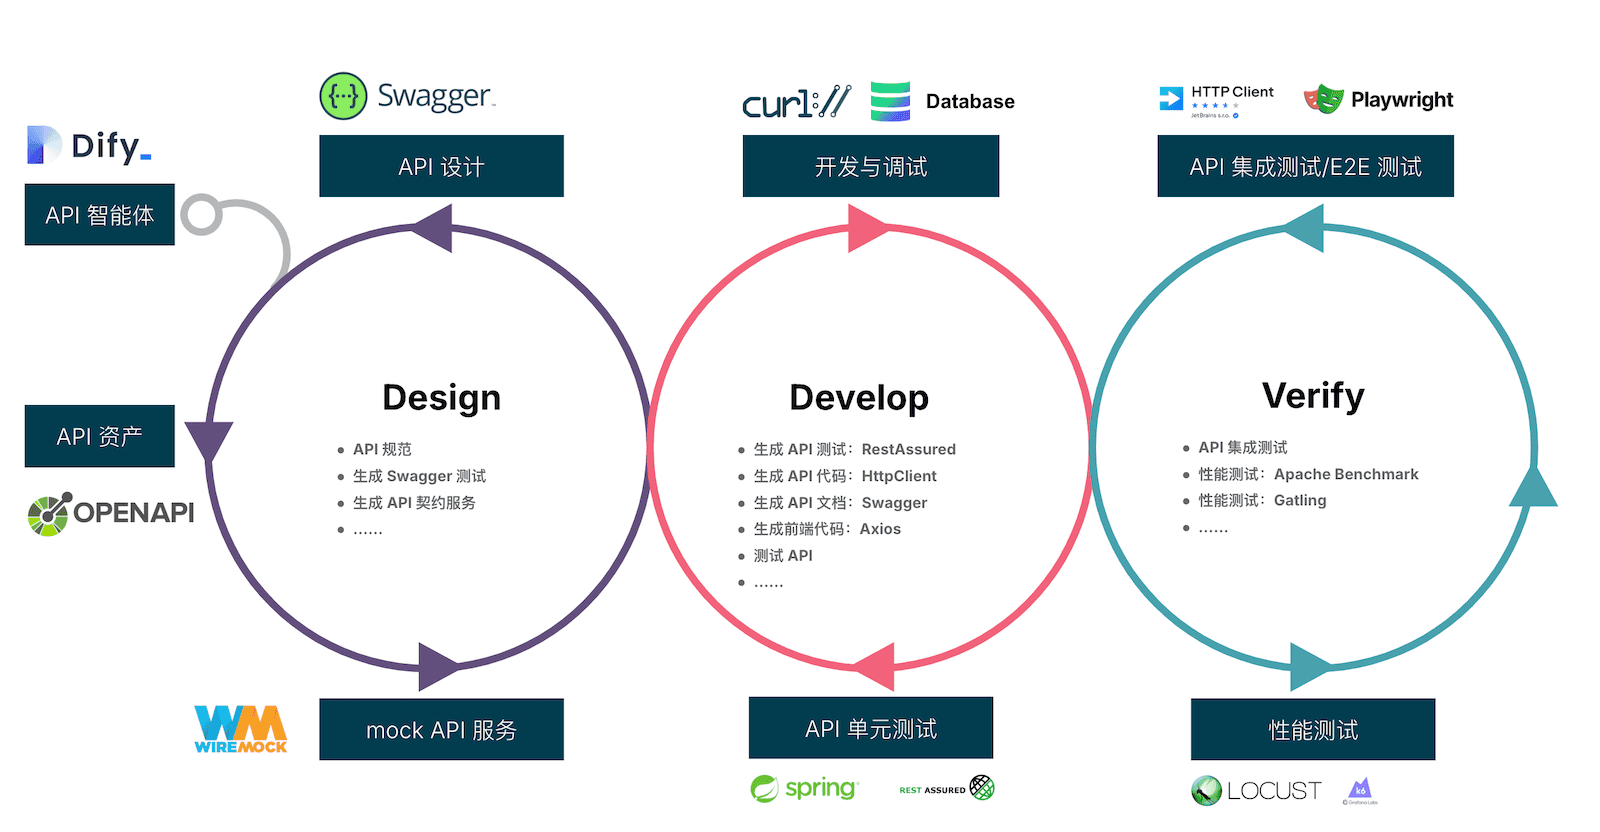 Swagger
curl://
Database
HTTP Client
JetBrains s.r.o.
Playwright
Dify_
API 设计
开发与调试
API 集成测试/E2E 测试
API 智能体
Design
Develop
Verify
API 资产
OPENAPI
API 规范
生成 Swagger 测试
生成 API 契约服务
......
生成 API 测试：RestAssured
生成 API 代码：HttpClient
生成 API 文档：Swagger
生成前端代码：Axios
测试 API
......
API 集成测试
性能测试：Apache Benchmark
性能测试：Gatling
......
WM
WIREMOCK
mock API 服务
API 单元测试
性能测试
spring
REST ASSURED
LOCUST
k6
© Grafana Labs